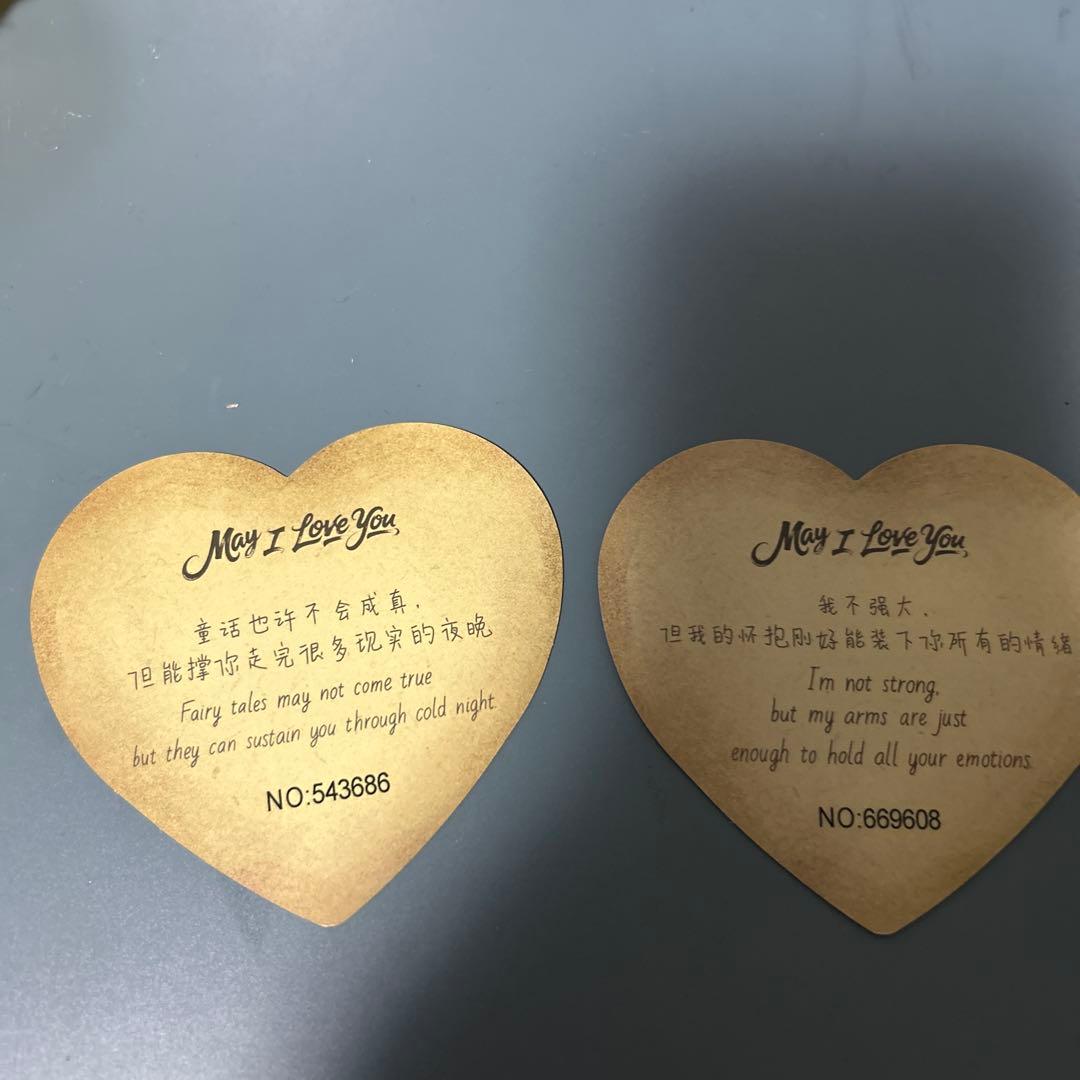 May I Love You
童话也许不会成真,
但能撑你走完很多现实的夜晚
Fairy tales may not come true
but they can sustain you through cold night.
NO:543686
May I Love You
我不强大,
但我的怀抱刚好能装下你所有的情绪
I'm not strong,
but my arms are just
enough to hold all your emotions.
NO:669608